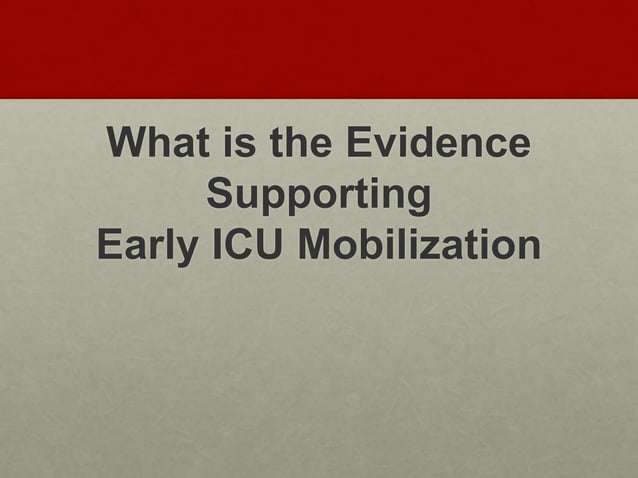 What is the Evidence
Supporting
Early ICU Mobilization